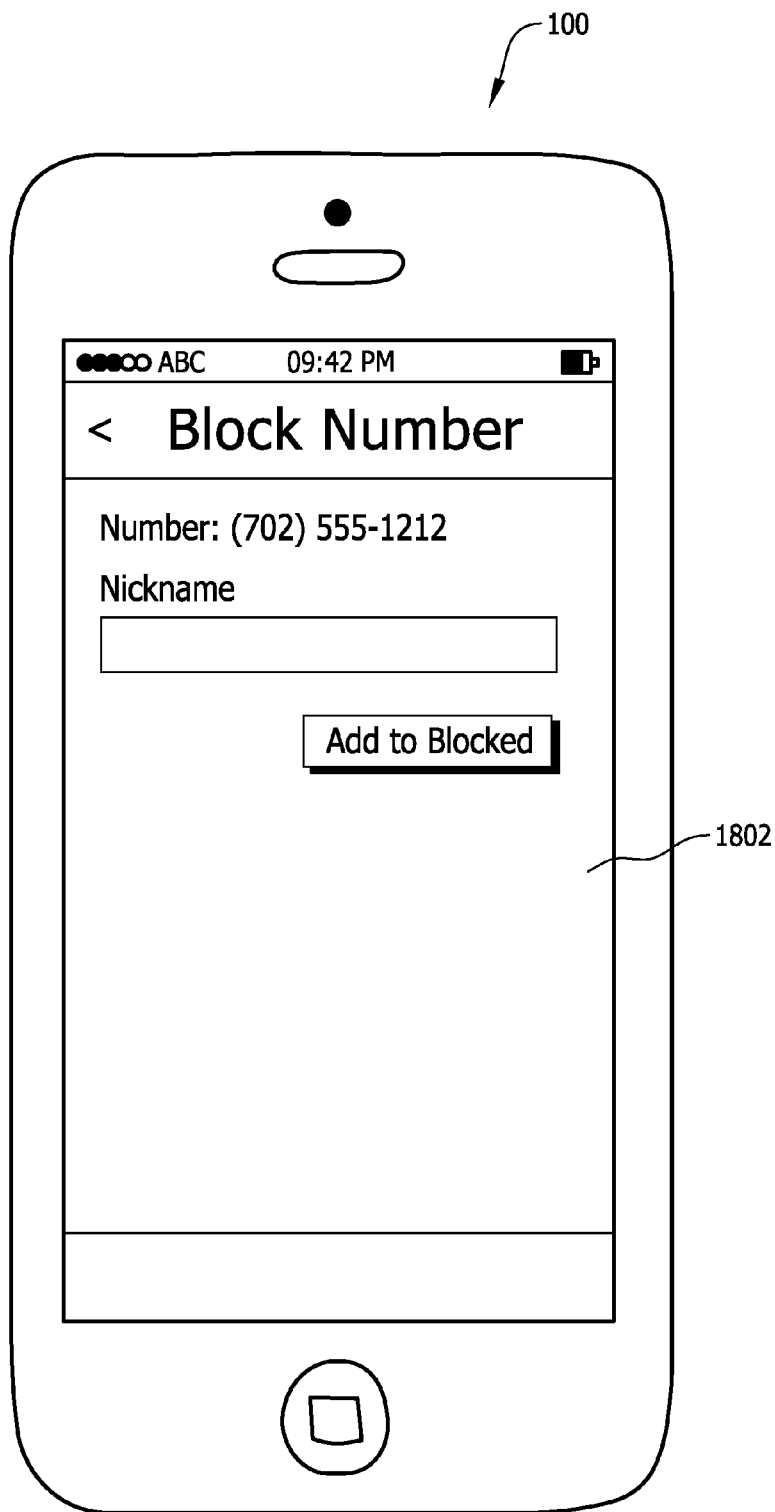 100
ABC 09:42 PM
< Block Number
Number: (702) 555-1212
Nickname
Add to Blocked
1802